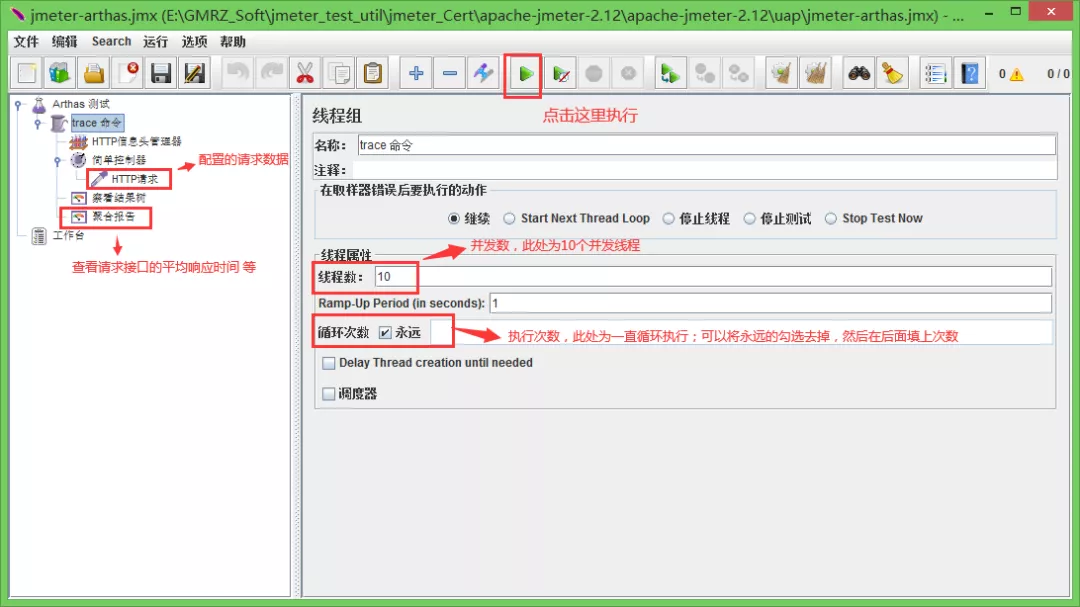 jmeter-arthas.jmx (E:\GMRZ_Soft\jmeter_test_util\jmeter_Cert\apache-jmeter-2.12\apache-jmeter-2.12\uap\jmeter-arthas.jmx) - ...
文件 编辑 Search 运行 选项 帮助
0 0 / 0
点击这里执行
Arthas 测试
trace 命令
HTTP信息头管理器
简单控制器
配置的请求数据
HTTP请求
察看结果树
聚合报告
工作台
查看请求接口的平均响应时间 等
线程组
名称: trace 命令
注释:
在取样器错误后要执行的动作
继续 Start Next Thread Loop 停止线程 停止测试 Stop Test Now
并发数，此处为10个并发线程
线程属性
线程数: 10
Ramp-Up Period (in seconds): 1
循环次数 永远
执行次数，此处为一直循环执行；可以将永远的勾选去掉，然后在后面填上次数
Delay Thread creation until needed
调度器